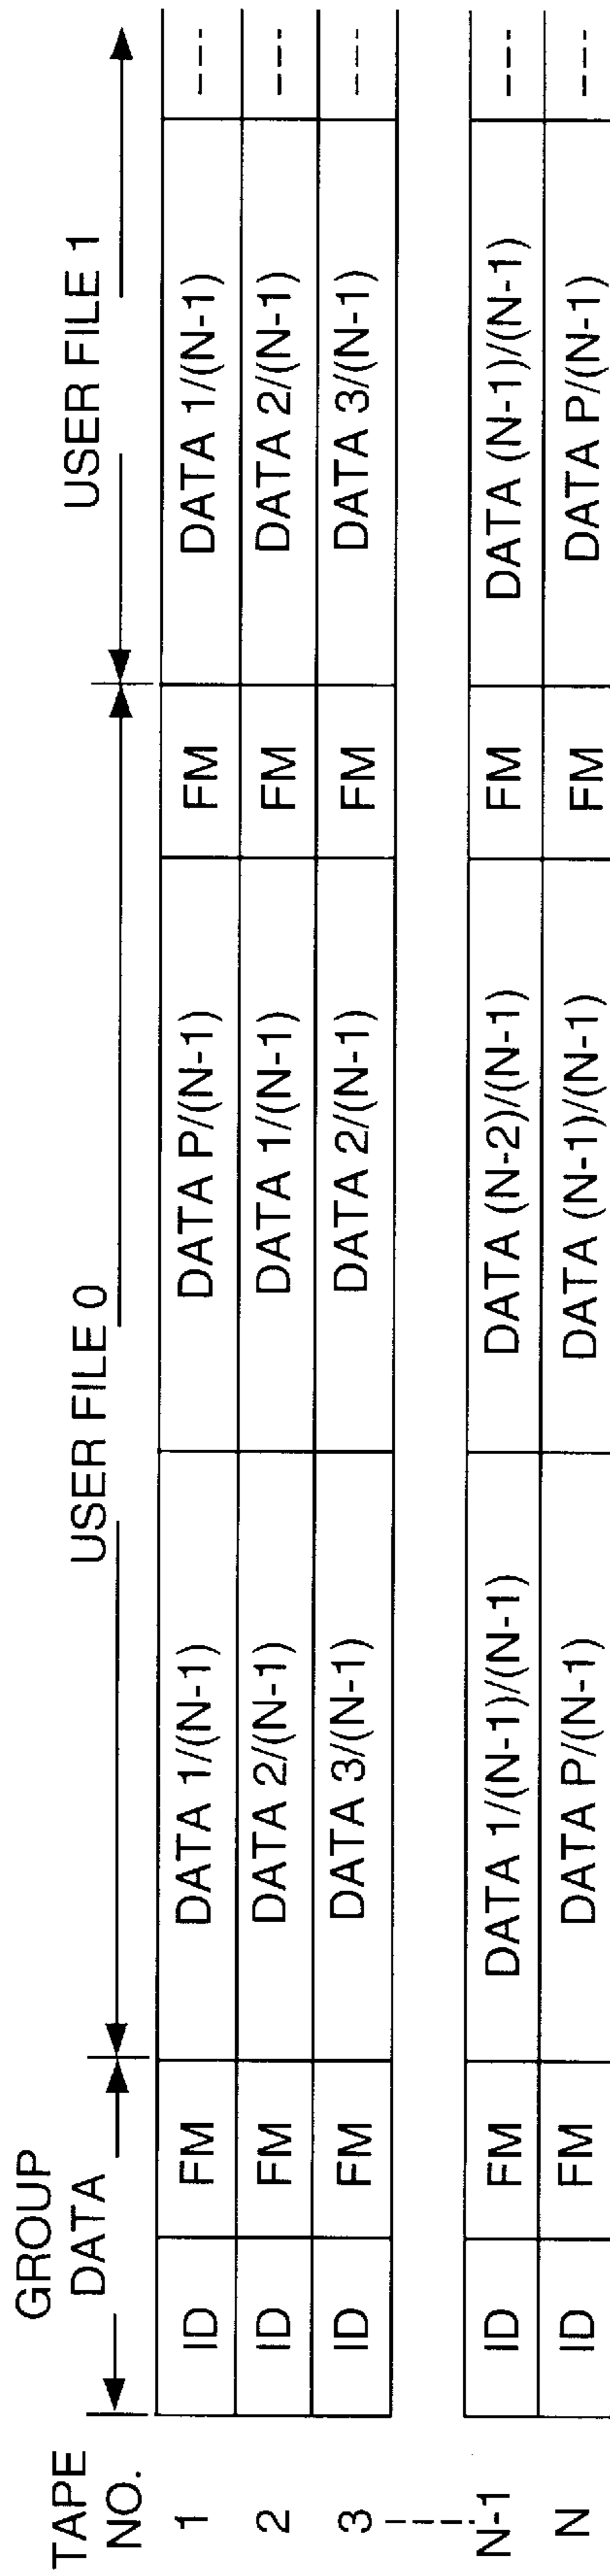 GROUP DATA USER FILE 0 USER FILE 1
TAPE NO.
1 ID FM DATA 1/(N-1) DATA P/(N-1) FM DATA 1/(N-1) ---
2 ID FM DATA 2/(N-1) DATA 1/(N-1) FM DATA 2/(N-1) ---
3 ID FM DATA 3/(N-1) DATA 2/(N-1) FM DATA 3/(N-1) ---
N-1 ID FM DATA 1/(N-1)/(N-1) DATA (N-2)/(N-1) FM DATA (N-1)/(N-1) ---
N ID FM DATA P/(N-1) DATA (N-1)/(N-1) FM DATA P/(N-1) ---